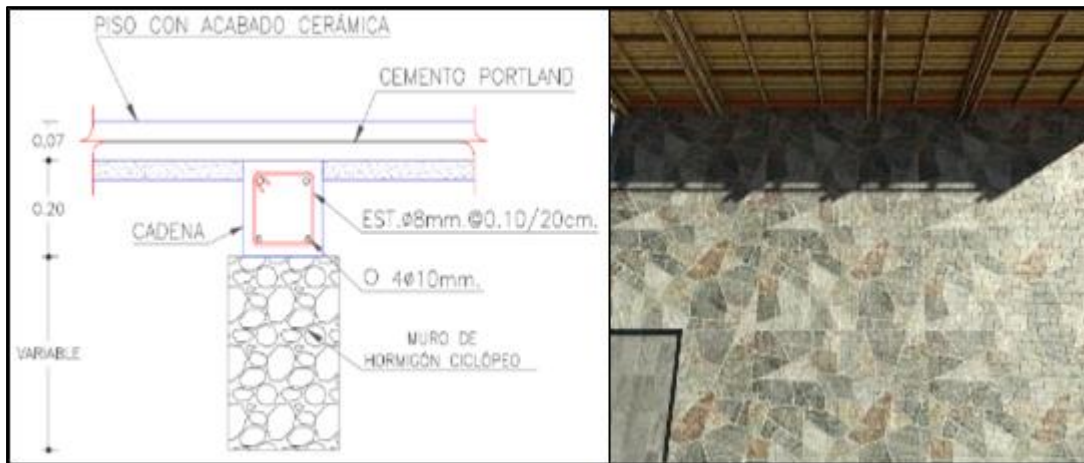 PISO CON ACABADO CERÁMICA
CEMENTO PORTLAND
0.07
0.20
CADENA
EST.ø8mm.@0.10/20cm.
O 4ø10mm.
VARIABLE
MURO DE
HORMIGÓN CICLÓPEO